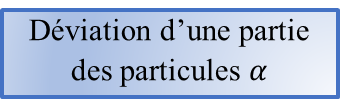 Déviation d’une partie
des particules 𝛼